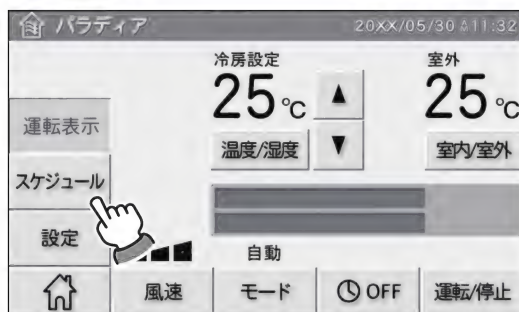 パラディア 20XX/05/30 11:32
冷房設定 室外
25℃ ▲ 25℃
運転表示
温度/湿度 ▼ 室内/室外
スケジュール
設定
自動
風速 モード OFF 運転/停止